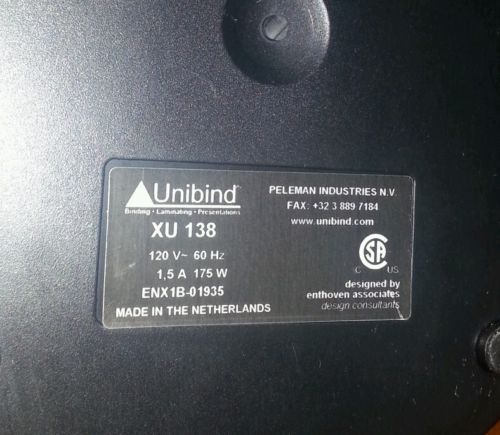 Unibind
Binding - Laminating - Presentations
XU 138
120 V~ 60 Hz
1,5 A 175 W
ENX1B-01935
MADE IN THE NETHERLANDS
PELEMAN INDUSTRIES N.V.
FAX: +32 3 889 7184
www.unibind.com
CSA
C US
designed by
enthoven associates
design consultants